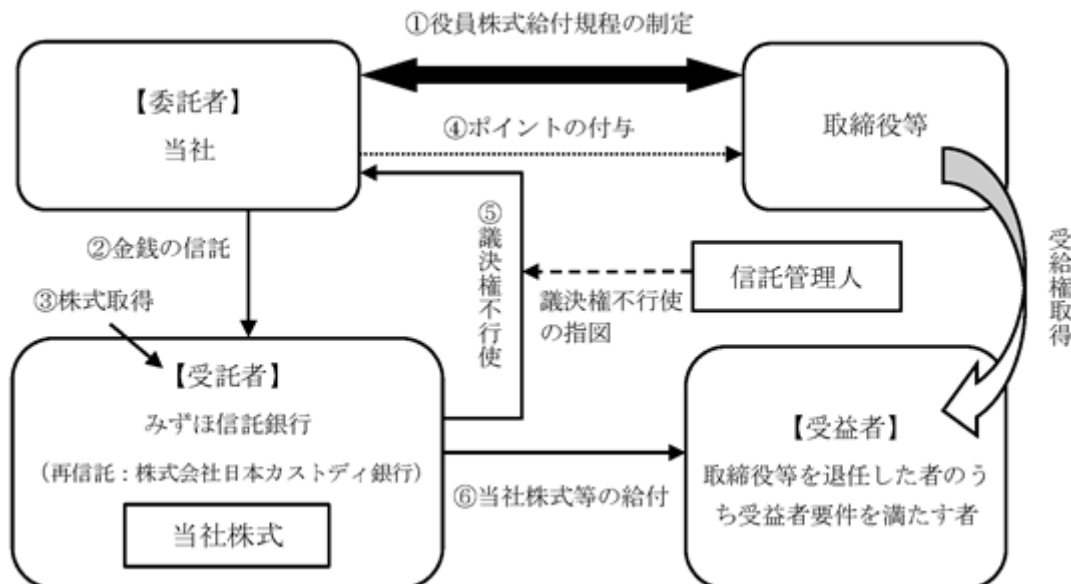 ①役員株式給付規程の制定
【委託者】
当社
④ポイントの付与
取締役等
②金銭の信託
③株式取得
⑤議決権不行使
議決権不行使
の指図
信託管理人
受給権取得
【受託者】
みずほ信託銀行
（再信託：株式会社日本カストディ銀行）
当社株式
⑥当社株式等の給付
【受益者】
取締役等を退任した者のう
ち受益者要件を満たす者